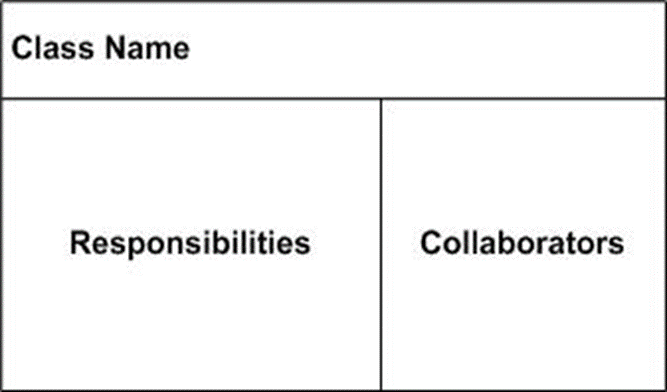 Class Name
Responsibilities
Collaborators